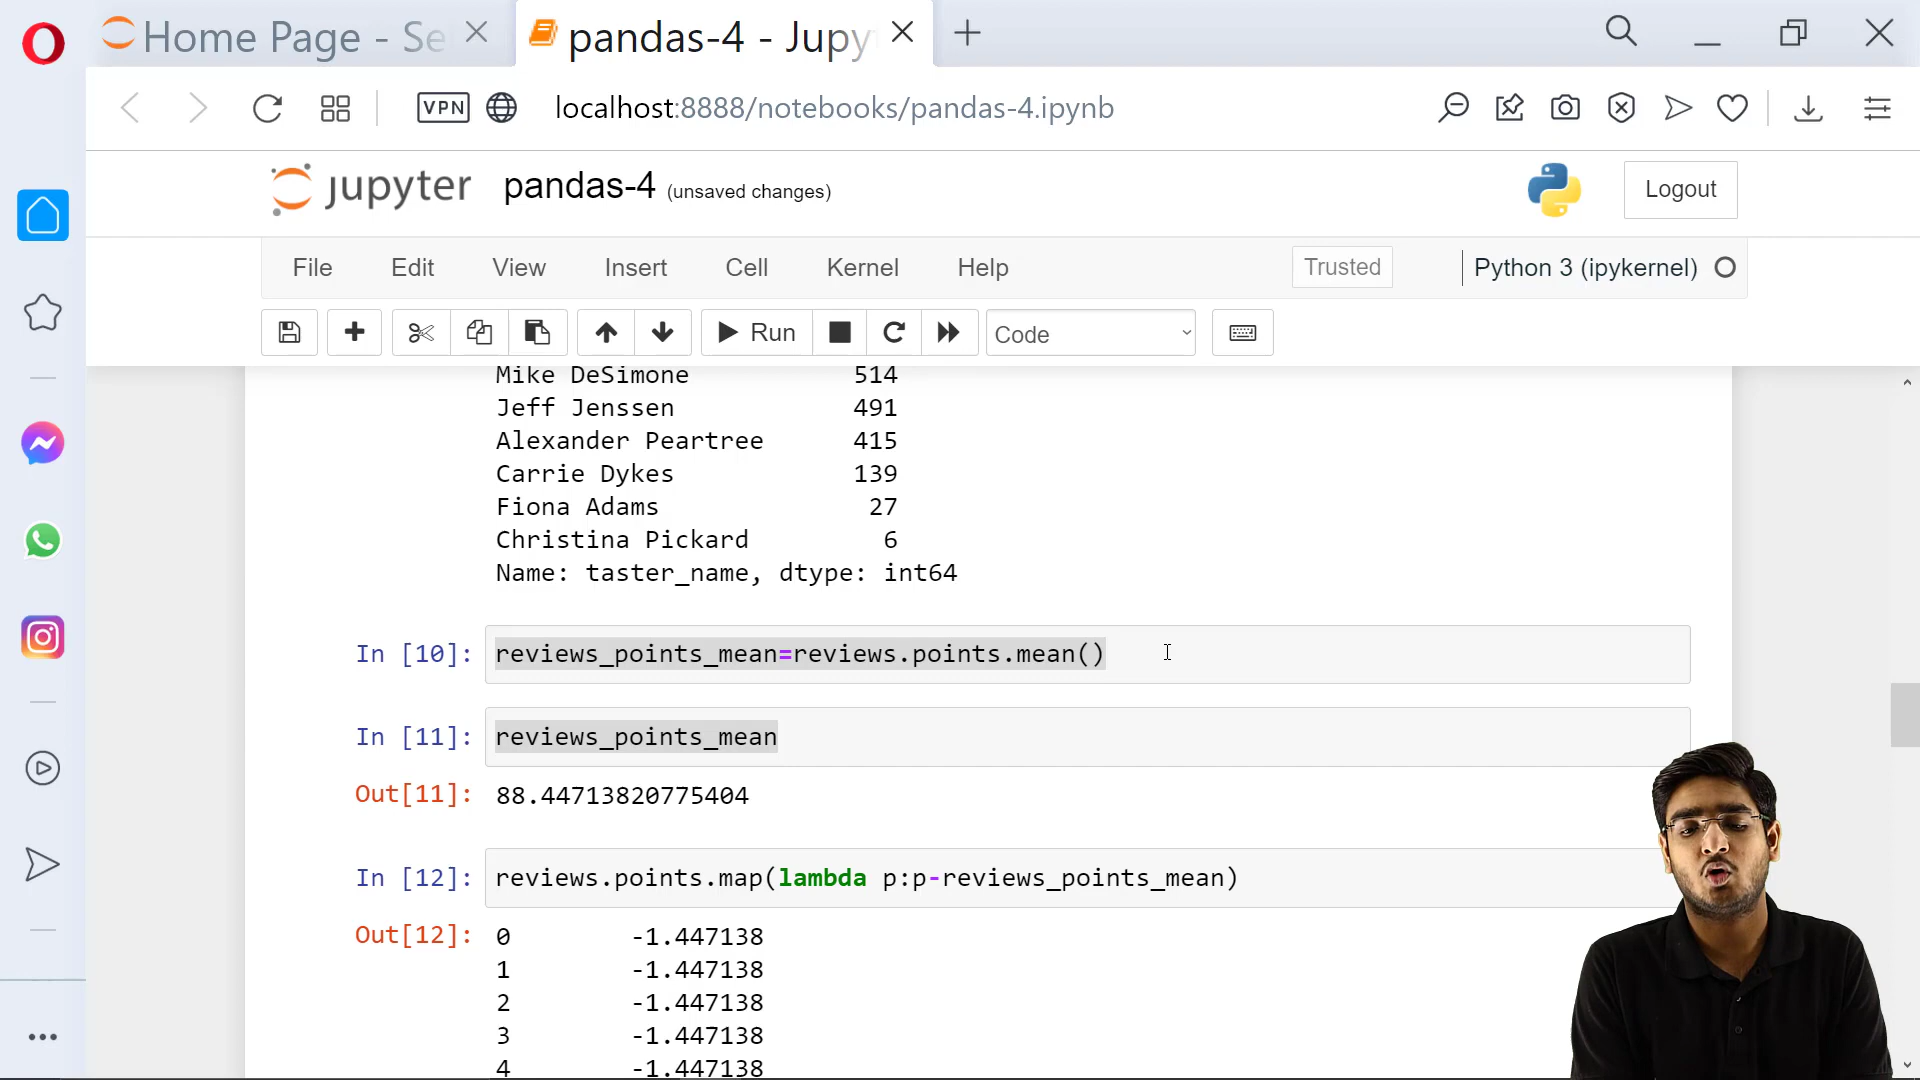 Home Page - Se
pandas-4 - Jupy
VPN
localhost:8888/notebooks/pandas-4.ipynb
jupyter pandas-4 (unsaved changes)
Logout
File Edit View Insert Cell Kernel Help Trusted Python 3 (ipykernel)
Run Code
Mike DeSimone 514
Jeff Jenssen 491
Alexander Peartree 415
Carrie Dykes 139
Fiona Adams 27
Christina Pickard 6
Name: taster_name, dtype: int64
In [10]: reviews_points_mean=reviews.points.mean()
In [11]: reviews_points_mean
Out[11]: 88.44713820775404
In [12]: reviews.points.map(lambda p:p-reviews_points_mean)
Out[12]: 0 -1.447138
1 -1.447138
2 -1.447138
3 -1.447138
4 -1.447138